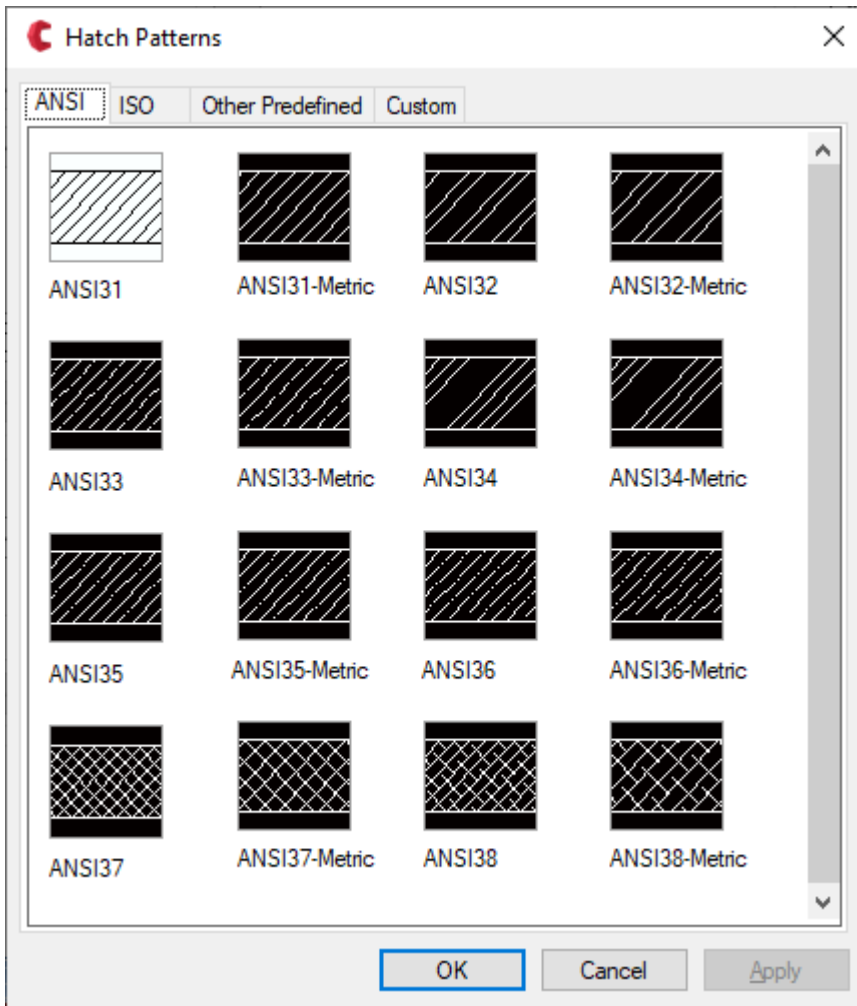 Hatch Patterns
ANSI ISO Other Predefined Custom
ANSI31 ANSI31-Metric ANSI32 ANSI32-Metric
ANSI33 ANSI33-Metric ANSI34 ANSI34-Metric
ANSI35 ANSI35-Metric ANSI36 ANSI36-Metric
ANSI37 ANSI37-Metric ANSI38 ANSI38-Metric
OK Cancel Apply